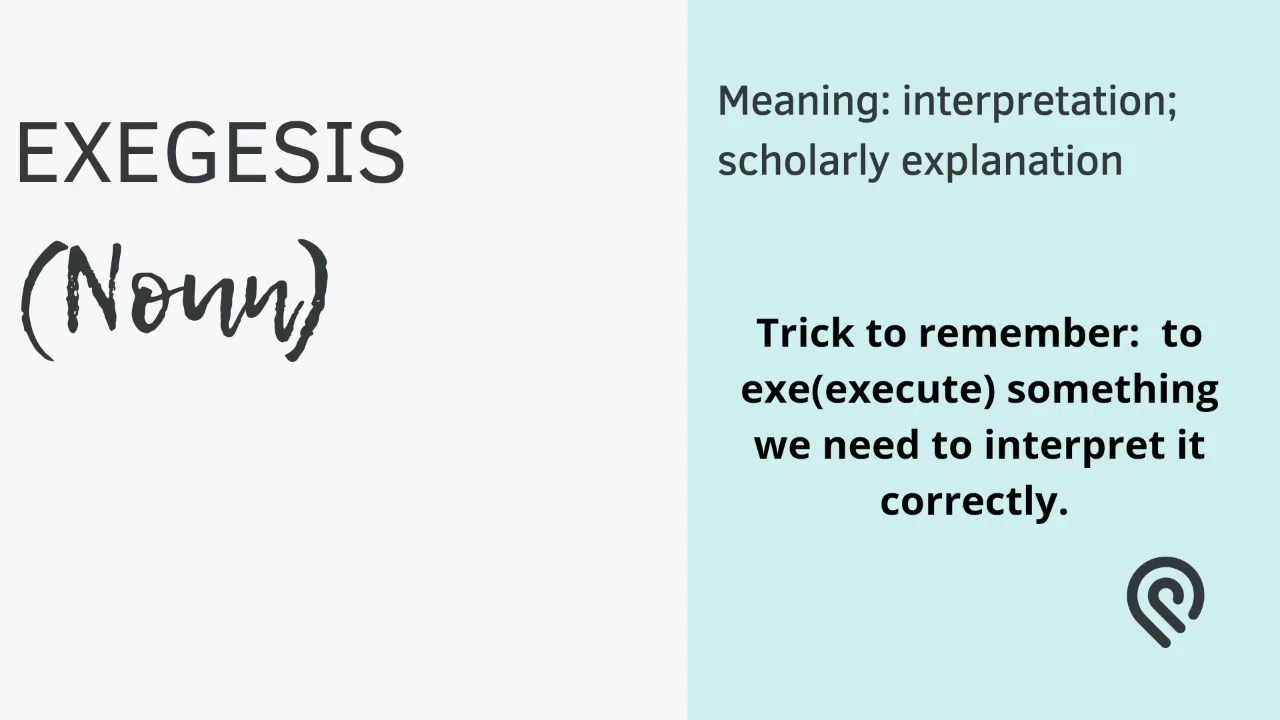 EXEGESIS
(Noun)
Meaning: interpretation;
scholarly explanation
Trick to remember:  to
exe(execute) something
we need to interpret it
correctly.